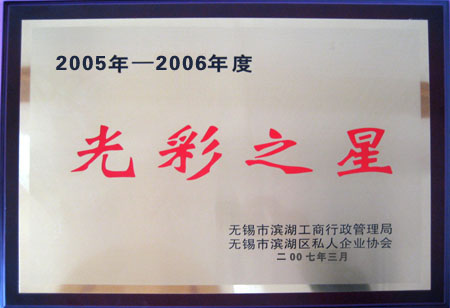 2005年—2006年度
光彩之星
无锡市滨湖工商行政管理局
无锡市滨湖区私人企业协会
二00七年三月